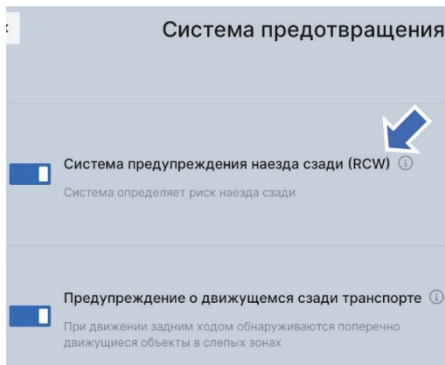 Система предотвращения
Система предупреждения наезда сзади (RCW)
Система определяет риск наезда сзади
Предупреждение о движущемся сзади транспорте
При движении задним ходом обнаруживаются поперечно
движущиеся объекты в слепых зонах